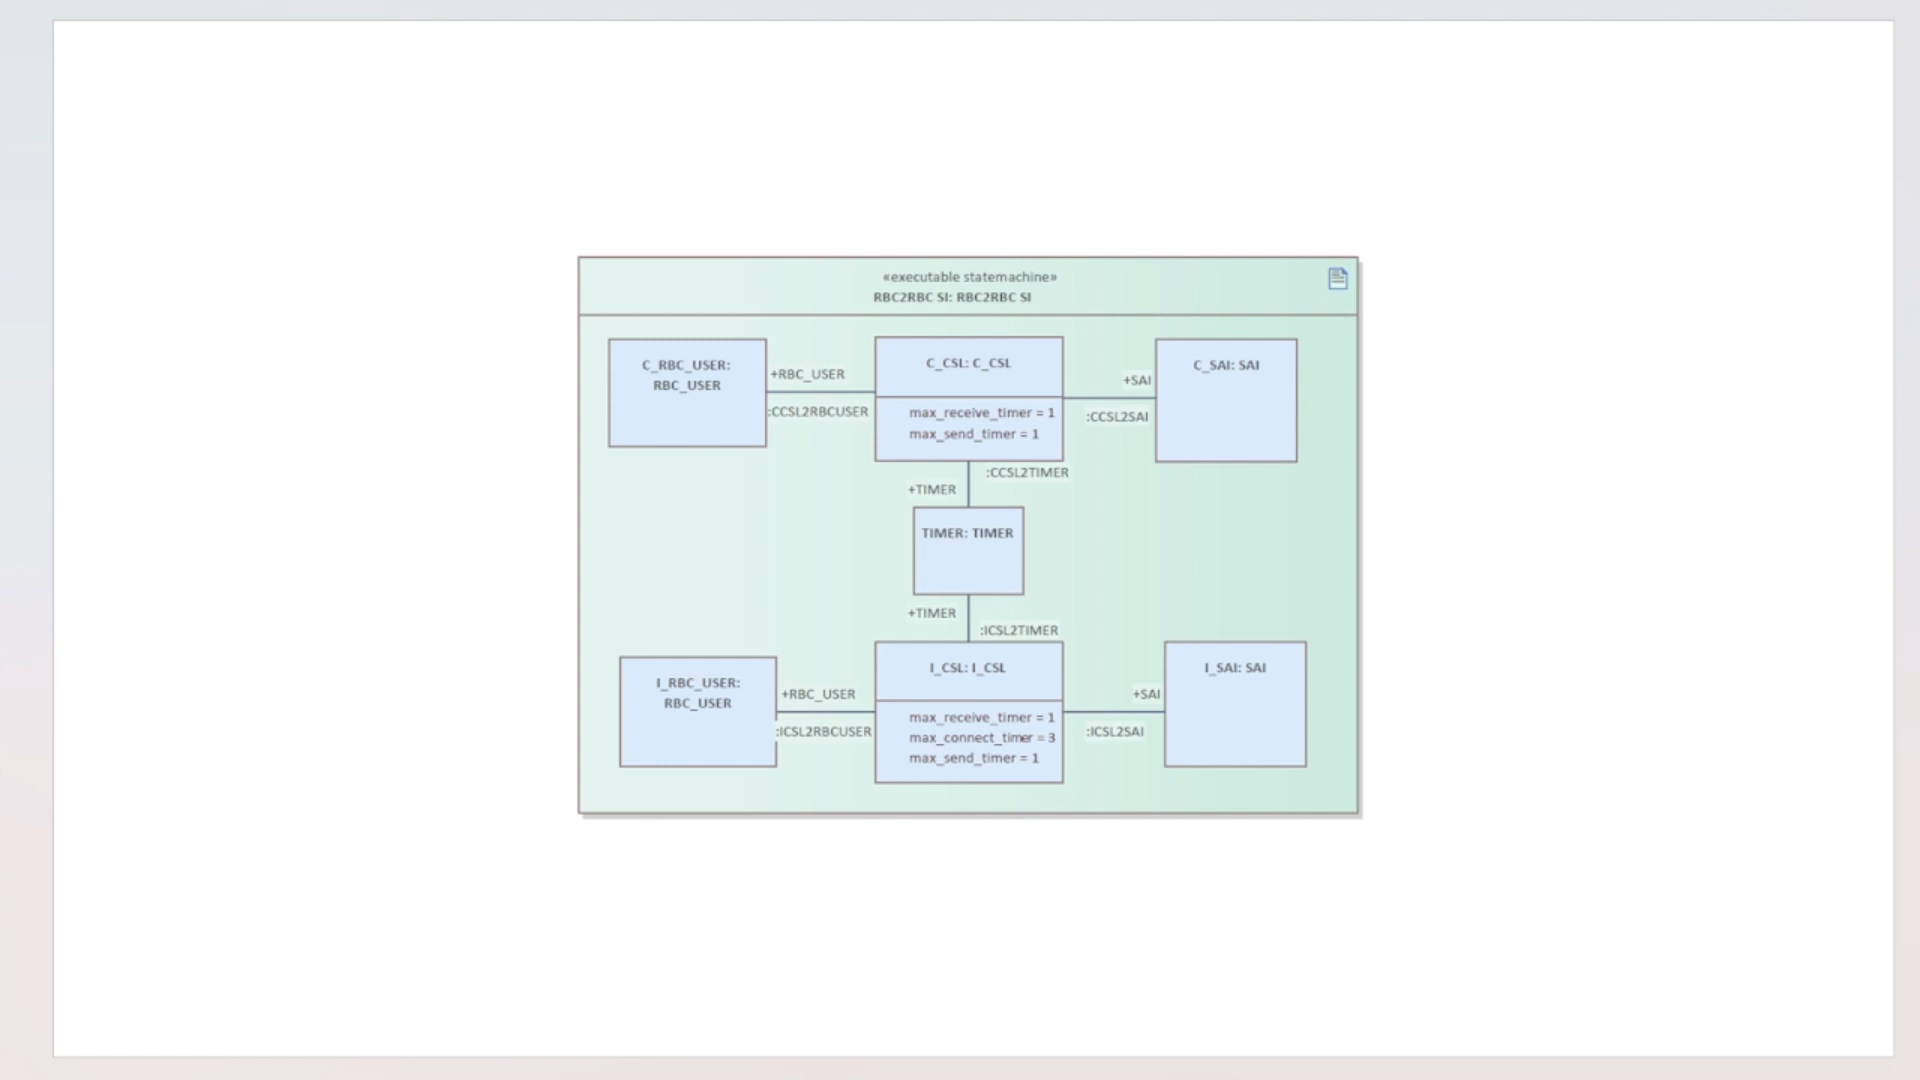 «executable statemachine»
RBC2RBC SI: RBC2RBC SI
C_RBC_USER:
RBC_USER
+RBC_USER
:CCSL2RBCUSER
C_CSL: C_CSL
max_receive_timer = 1
max_send_timer = 1
+SAI
:CCSL2SAI
C_SAI: SAI
:CCSL2TIMER
+TIMER
TIMER: TIMER
+TIMER
:ICSL2TIMER
I_RBC_USER:
RBC_USER
+RBC_USER
:ICSL2RBCUSER
I_CSL: I_CSL
max_receive_timer = 1
max_connect_timer = 3
max_send_timer = 1
+SAI
:ICSL2SAI
I_SAI: SAI